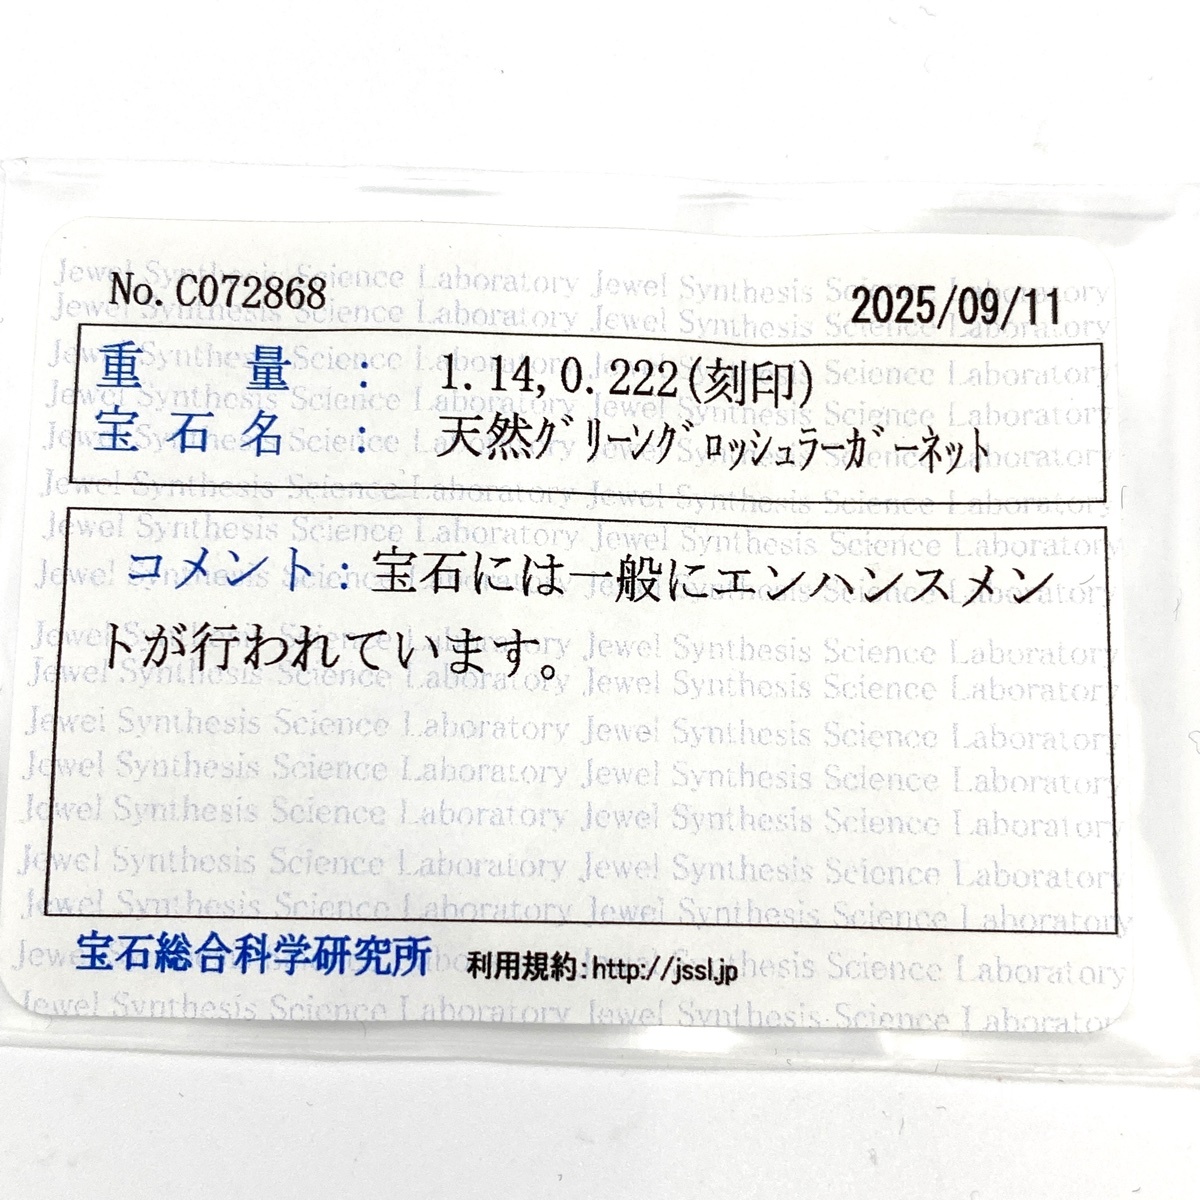 No. C072868
2025/09/11
重量： 1.14, 0.222(刻印)
宝石名： 天然ｸﾞﾘｰﾝｸﾞﾛｯｼｭﾗｰｶﾞｰﾈｯﾄ
コメント：宝石には一般にエンハンスメン
トが行われています。
宝石総合科学研究所 利用規約:http://jssl.jp
Jewel Synthesis Science Laboratory